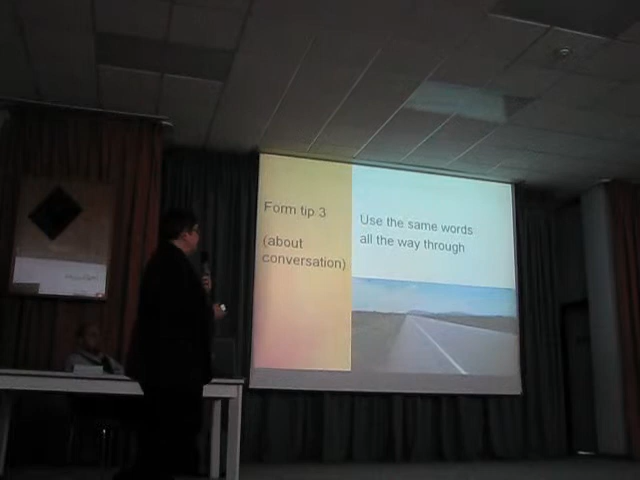 Form tip 3
(about
conversation)
Use the same words
all the way through